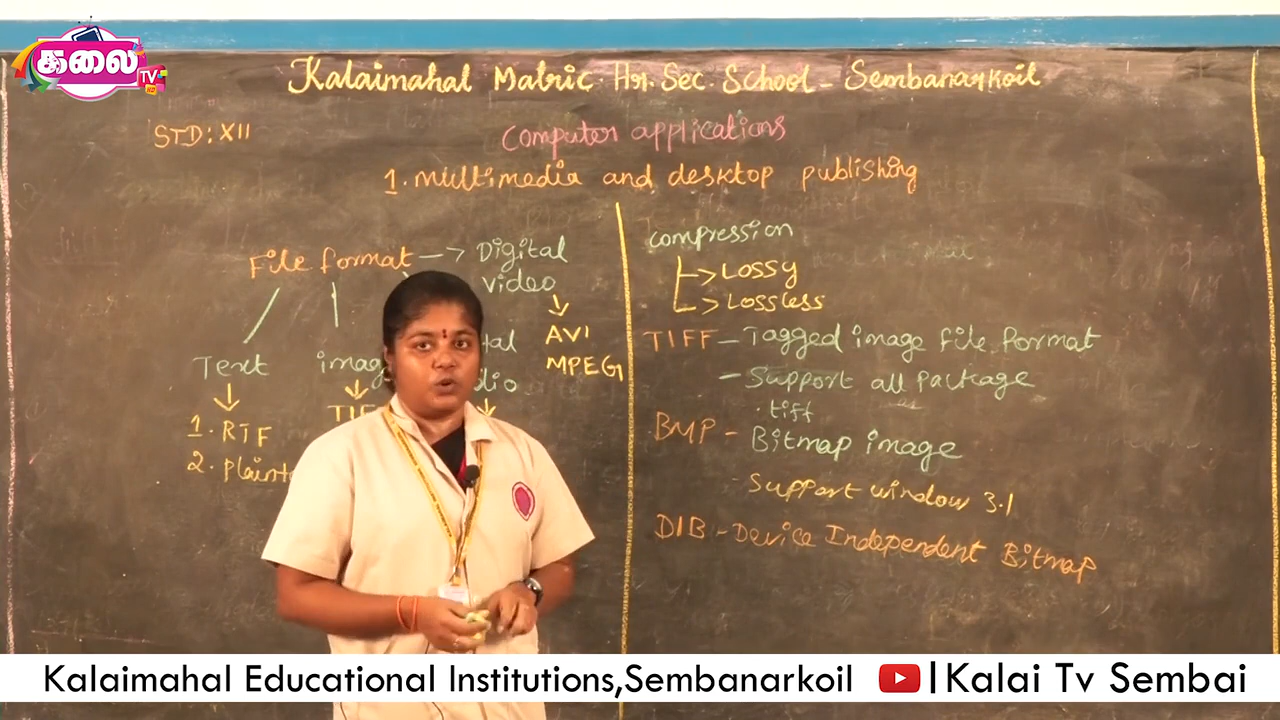 கலை
TV
HD
Kalaimahal Matric. Hr. Sec. School - Sembanarkoil
STD: XII
Computer applications
1. multimedia and desktop publishing
File format -> Digital
video
AVI
MPEG
Text
1. RTF
2.
compression
-> Lossy
-> Lossless
TIFF - Tagged image file format
- Support all package
.tiff
BMP - Bitmap image
Support window 3.1
DIB - Device Independent Bitmap
Kalaimahal Educational Institutions,Sembanarkoil
Kalai Tv Sembai